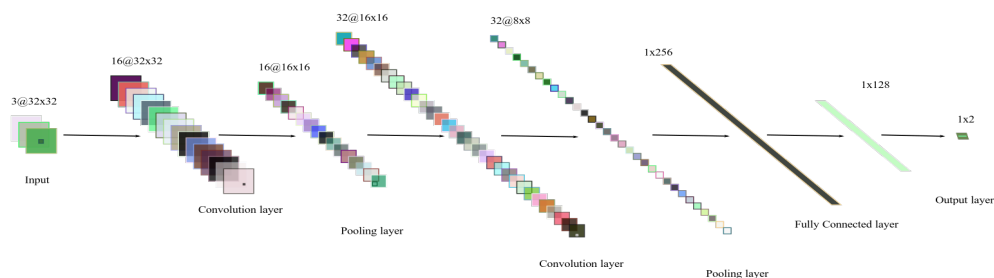 3@32x32
Input
16@32x32
Convolution layer
16@16x16
Pooling layer
32@16x16
Convolution layer
32@8x8
Pooling layer
1x256
1x128
Fully Connected layer
1x2
Output layer